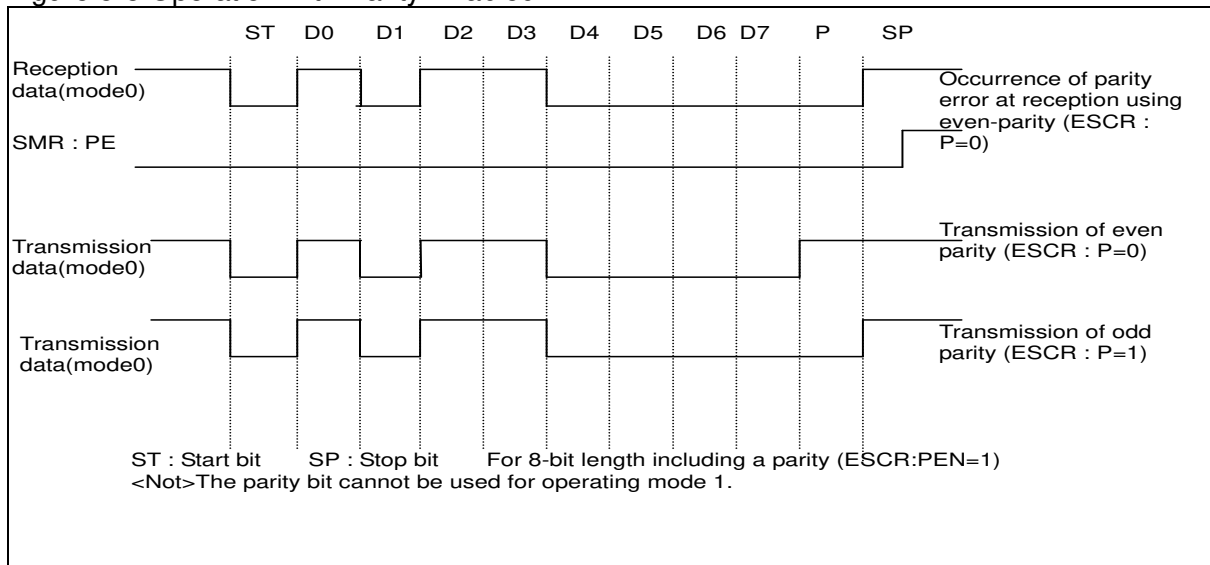 ST D0 D1 D2 D3 D4 D5 D6 D7 P SP
Reception
data(mode0)
Occurrence of parity
error at reception using
even-parity (ESCR :
P=0)
SMR : PE
Transmission
data(mode0)
Transmission of even
parity (ESCR : P=0)
Transmission
data(mode0)
Transmission of odd
parity (ESCR : P=1)
ST : Start bit SP : Stop bit For 8-bit length including a parity (ESCR:PEN=1)
<Not>The parity bit cannot be used for operating mode 1.